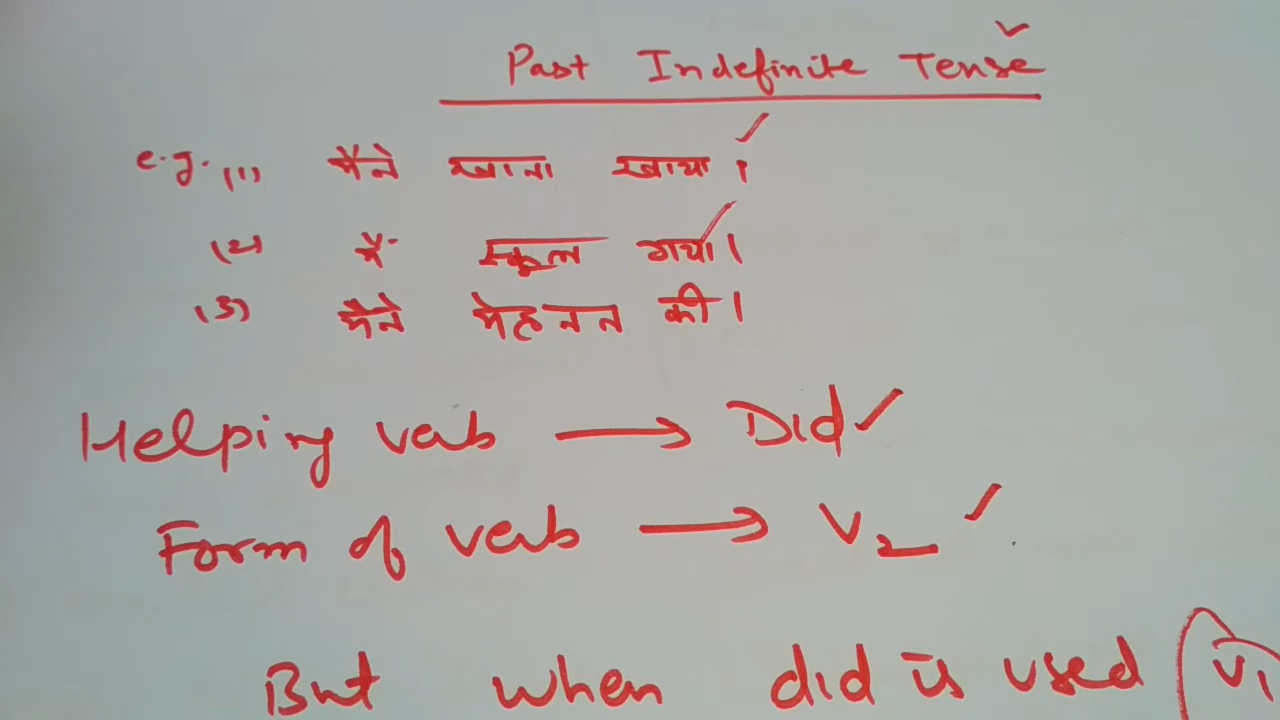 Past Indefinite Tense
e.g. (1) मैंने खाना खाया।
(2) मैं स्कूल गया।
(3) मैंने मेहनत की।
Helping verb → Did
Form of verb → V2
But when did is used V1